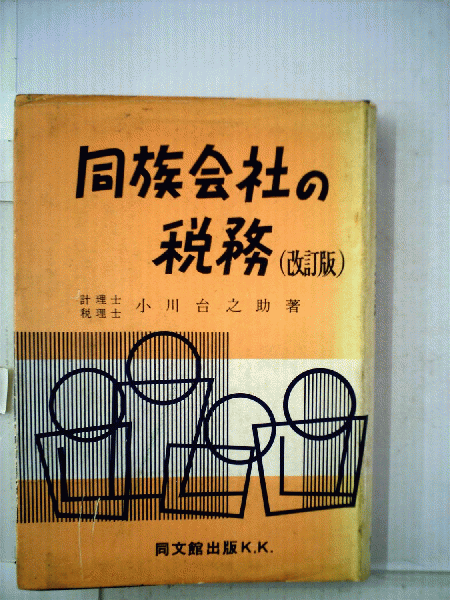 同族会社の
税務(改訂版)
計理士
税理士 小川台之助著
同文館出版K.K.